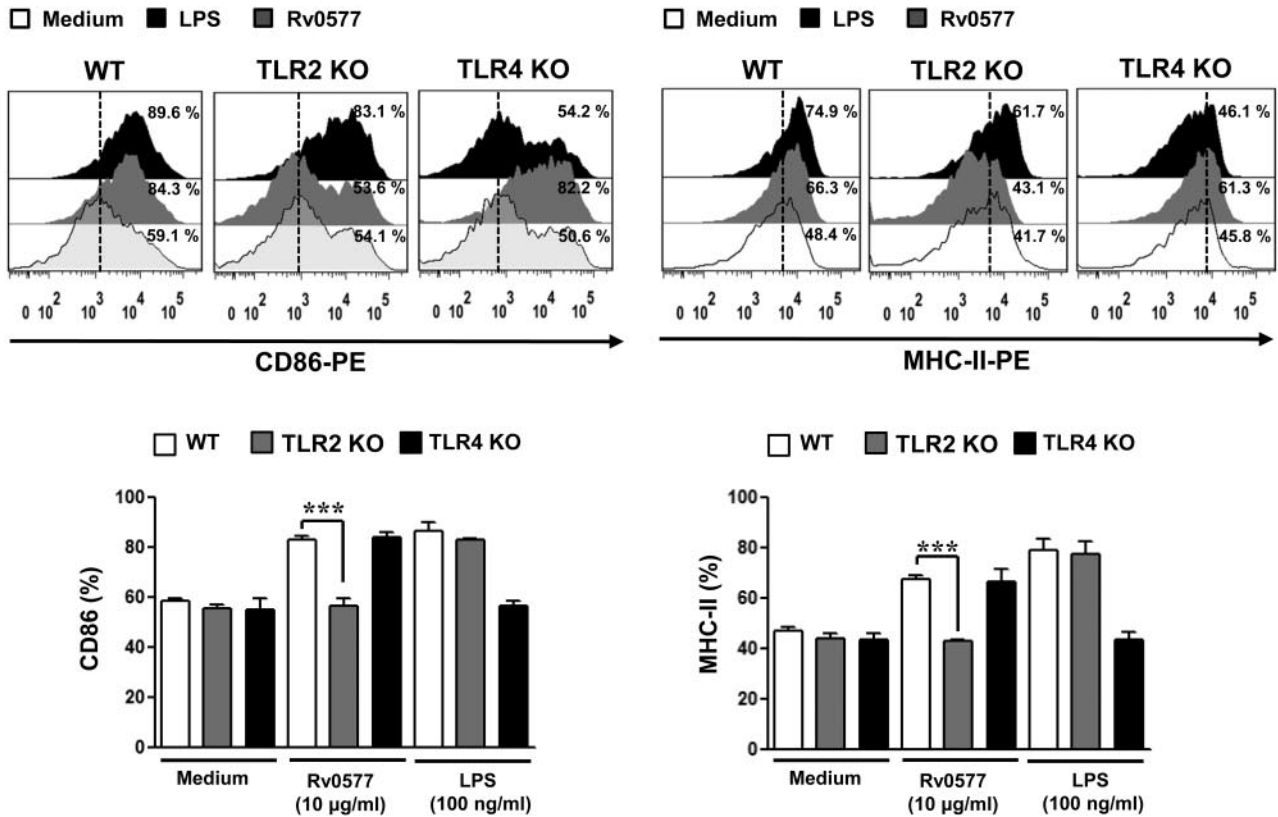 Medium LPS Rv0577
WT TLR2 KO TLR4 KO
89.6 % 83.1 % 54.2 %
84.3 % 53.6 % 82.2 %
59.1 % 54.1 % 50.6 %
0 10^2 10^3 10^4 10^5 0 10^2 10^3 10^4 10^5 0 10^2 10^3 10^4 10^5
CD86-PE
Medium LPS Rv0577
WT TLR2 KO TLR4 KO
74.9 % 61.7 % 46.1 %
66.3 % 43.1 % 61.3 %
48.4 % 41.7 % 45.8 %
0 10^2 10^3 10^4 10^5 0 10^2 10^3 10^4 10^5 0 10^2 10^3 10^4 10^5
MHC-II-PE
WT TLR2 KO TLR4 KO
CD86 (%)
100
80
60
40
20
0
***
Medium Rv0577 LPS
(10 µg/ml) (100 ng/ml)
WT TLR2 KO TLR4 KO
MHC-II (%)
100
80
60
40
20
0
***
Medium Rv0577 LPS
(10 µg/ml) (100 ng/ml)